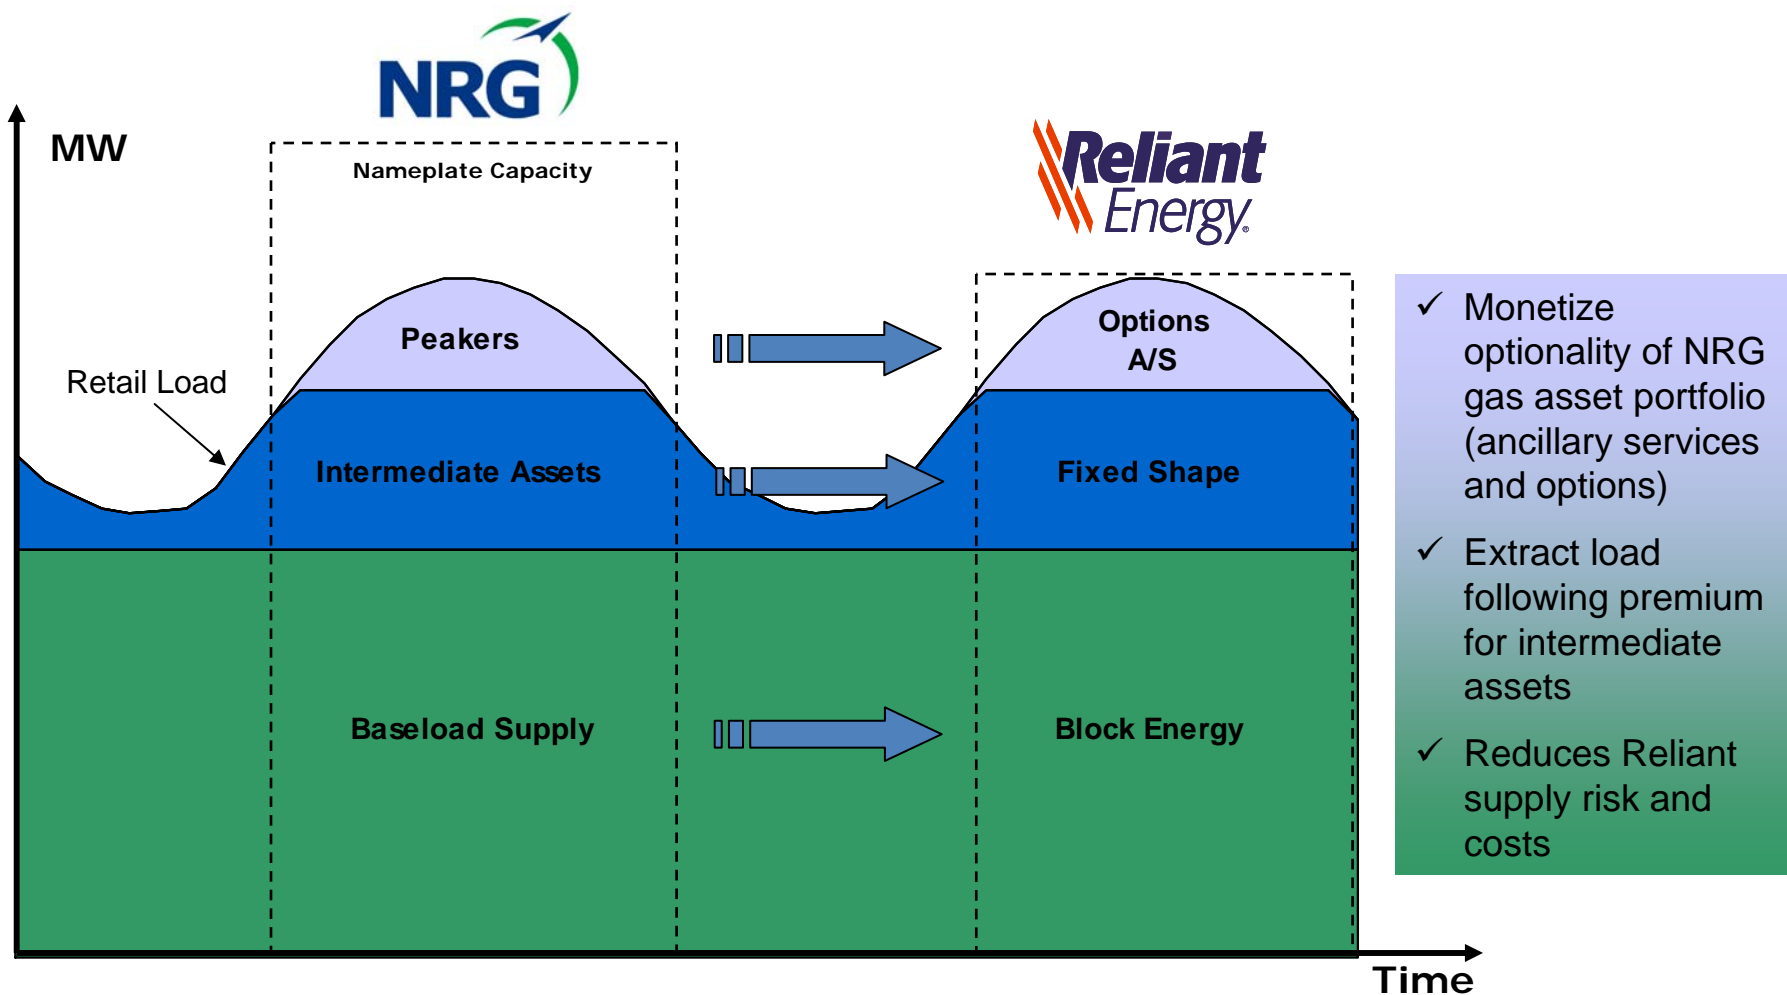 NRG
MW
Nameplate Capacity
Reliant
Energy®
Peakers
Options
A/S
Retail Load
Intermediate Assets
Fixed Shape
Baseload Supply
Block Energy
✓ Monetize
optionality of NRG
gas asset portfolio
(ancillary services
and options)
✓ Extract load
following premium
for intermediate
assets
✓ Reduces Reliant
supply risk and
costs
Time